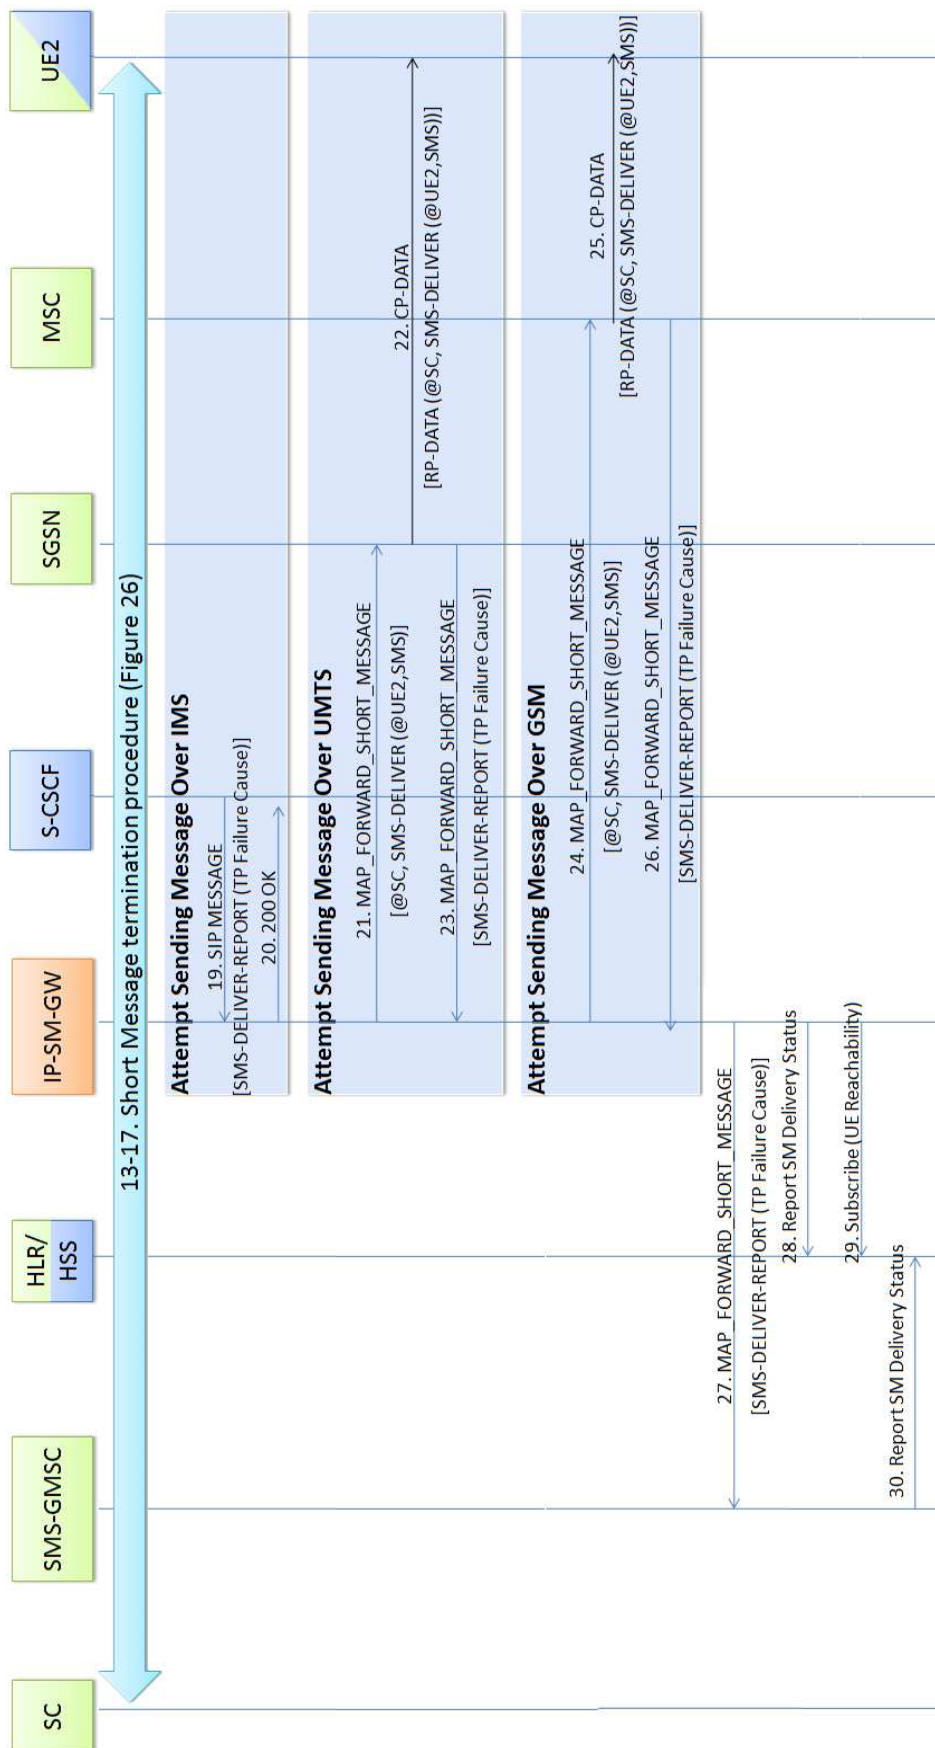 SC
SMS-GMSC
HLR/
HSS
IP-SM-GW
S-CSCF
SGSN
MSC
UE2
13-17. Short Message termination procedure (Figure 26)
Attempt Sending Message Over IMS
19. SIP MESSAGE
[SMS-DELIVER-REPORT (TP Failure Cause)]
20. 200 OK
Attempt Sending Message Over UMTS
21. MAP_FORWARD_SHORT_MESSAGE
[@SC, SMS-DELIVER (@UE2,SMS)]
22. CP-DATA
[RP-DATA (@SC, SMS-DELIVER (@UE2,SMS))]
23. MAP_FORWARD_SHORT_MESSAGE
[SMS-DELIVER-REPORT (TP Failure Cause)]
Attempt Sending Message Over GSM
24. MAP_FORWARD_SHORT_MESSAGE
[@SC, SMS-DELIVER (@UE2,SMS)]
25. CP-DATA
[RP-DATA (@SC, SMS-DELIVER (@UE2,SMS))]
26. MAP_FORWARD_SHORT_MESSAGE
[SMS-DELIVER-REPORT (TP Failure Cause)]
27. MAP_FORWARD_SHORT_MESSAGE
[SMS-DELIVER-REPORT (TP Failure Cause)]
28. Report SM Delivery Status
29. Subscribe (UE Reachability)
30. Report SM Delivery Status